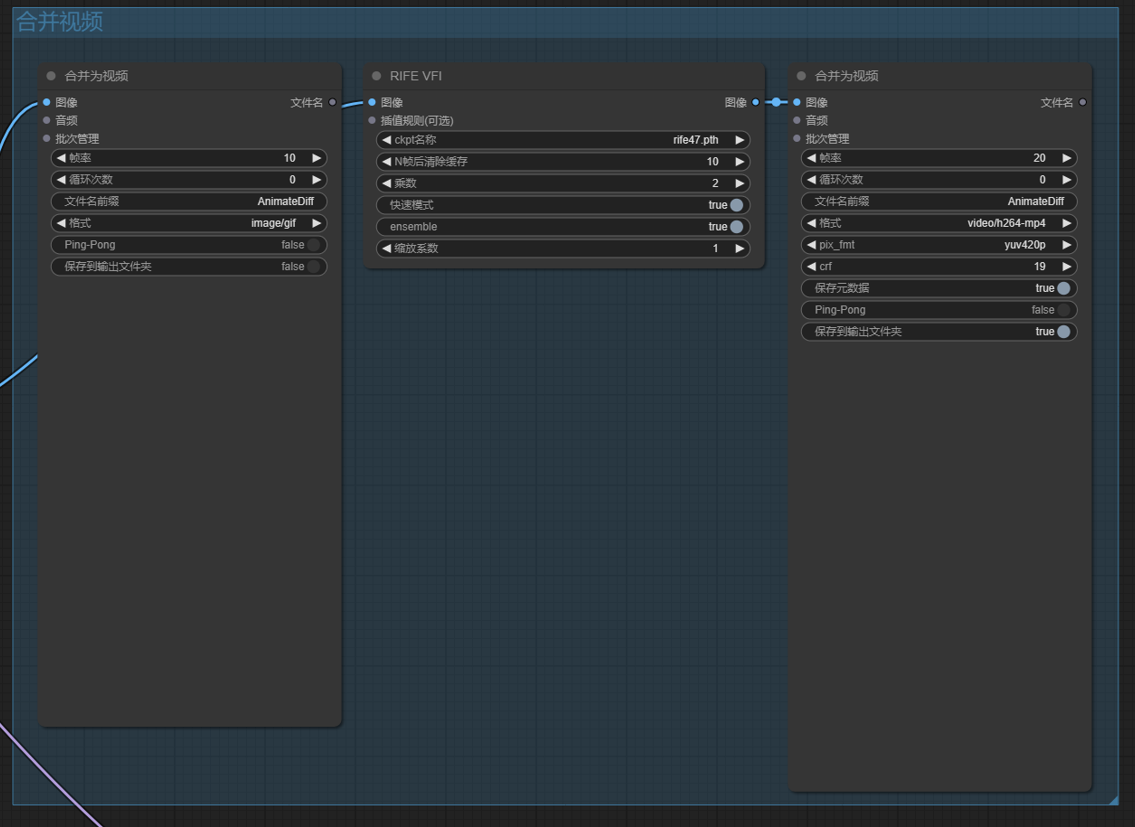 合并视频
合并为视频
图像 文件名
音频
批次管理
帧率 10
循环次数 0
文件名前缀 AnimateDiff
格式 image/gif
Ping-Pong false
保存到输出文件夹 false
RIFE VFI
图像 图像
插值规则(可选)
ckpt名称 rife47.pth
N帧后清除缓存 10
乘数 2
快速模式 true
ensemble true
缩放系数 1
合并为视频
图像 文件名
音频
批次管理
帧率 20
循环次数 0
文件名前缀 AnimateDiff
格式 video/h264-mp4
pix_fmt yuv420p
crf 19
保存元数据 true
Ping-Pong false
保存到输出文件夹 true